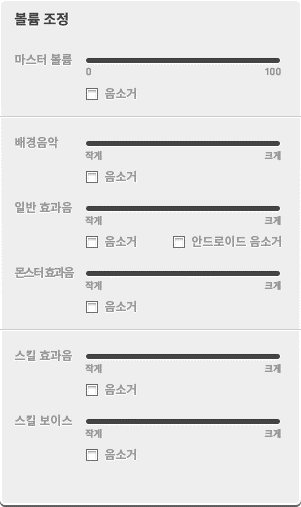 볼륨 조정
마스터 볼륨
0 100
음소거
배경음악
작게 크게
음소거
일반 효과음
작게 크게
음소거 안드로이드 음소거
몬스터효과음
작게 크게
음소거
스킬 효과음
작게 크게
음소거
스킬 보이스
작게 크게
음소거